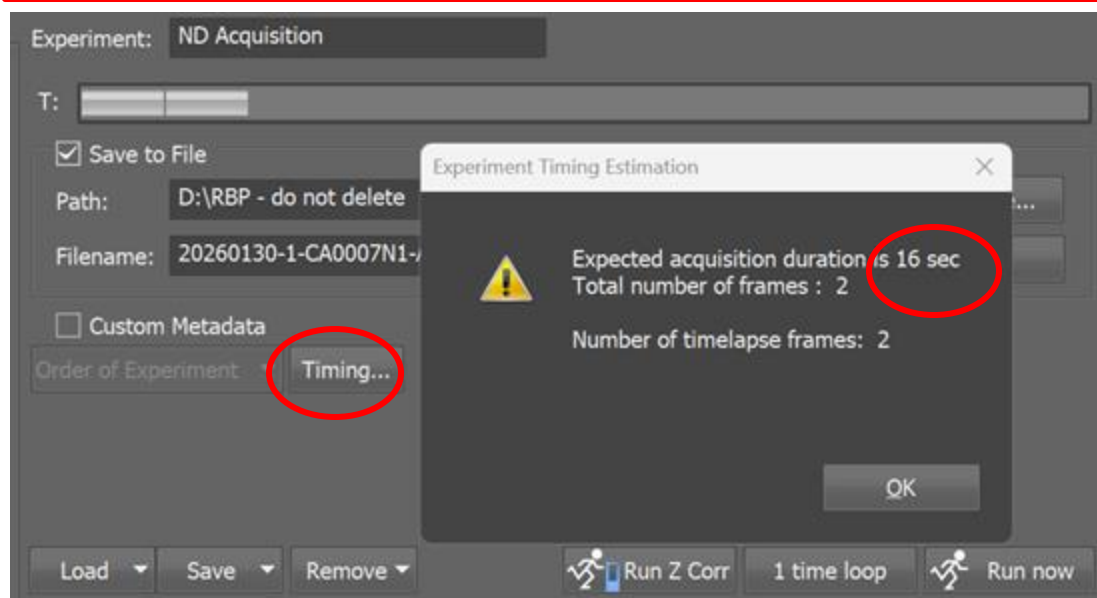 Experiment: ND Acquisition
T:
Save to File
Experiment Timing Estimation
Path: D:\RBP - do not delete
...
Filename: 20260130-1-CA0007N1-
Expected acquisition duration is 16 sec
Total number of frames : 2
Number of timelapse frames: 2
Custom Metadata
Order of Experiment Timing...
OK
Load Save Remove Run Z Corr 1 time loop Run now